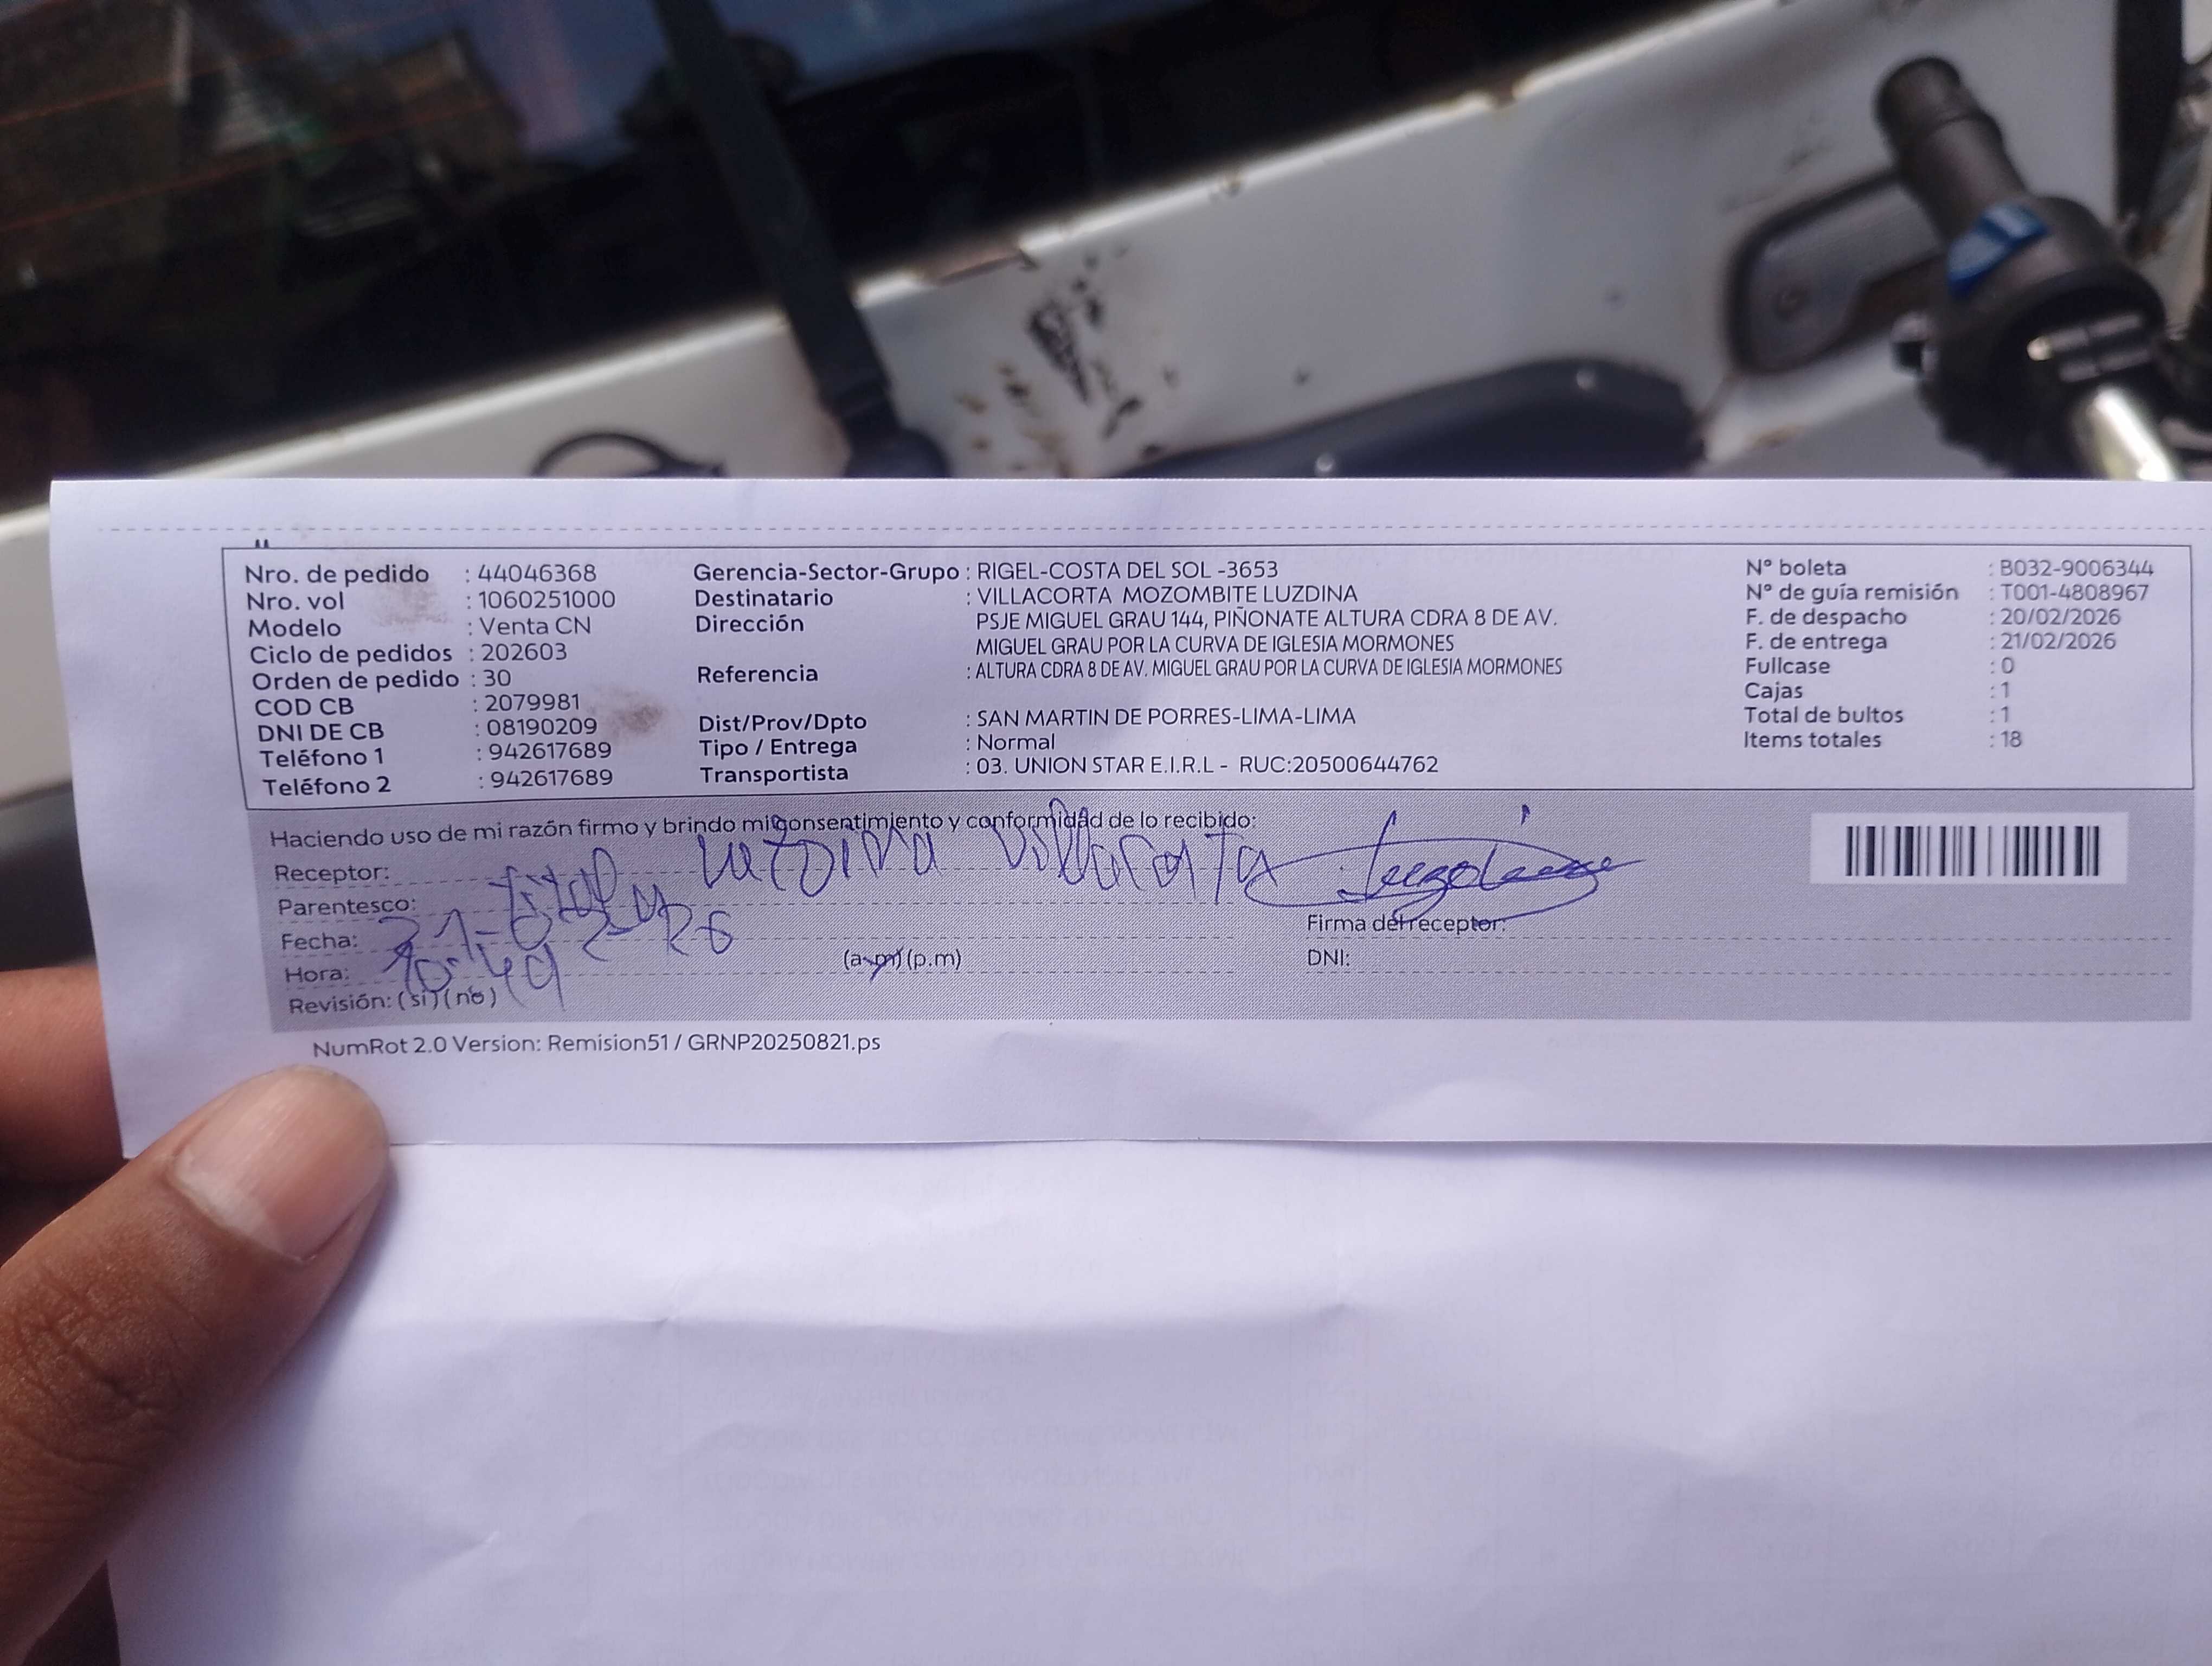 Nro. de pedido : 44046368
Nro. vol : 1060251000
Modelo : Venta CN
Ciclo de pedidos : 202603
Orden de pedido : 30
COD CB : 2079981
DNI DE CB : 08190209
Teléfono 1 : 942617689
Teléfono 2 : 942617689
Gerencia-Sector-Grupo : RIGEL-COSTA DEL SOL -3653
Destinatario : VILLACORTA MOZOMBITE LUZDINA
Dirección PSJE MIGUEL GRAU 144, PIÑONATE ALTURA CDRA 8 DE AV.
MIGUEL GRAU POR LA CURVA DE IGLESIA MORMONES
Referencia : ALTURA CDRA 8 DE AV. MIGUEL GRAU POR LA CURVA DE IGLESIA MORMONES
Dist/Prov/Dpto : SAN MARTIN DE PORRES-LIMA-LIMA
Tipo / Entrega : Normal
Transportista : 03. UNION STAR E.I.R.L - RUC:20500644762
N° boleta : B032-9006344
N° de guía remisión : T001-4808967
F. de despacho : 20/02/2026
F. de entrega : 21/02/2026
Fullcase : 0
Cajas : 1
Total de bultos : 1
Items totales : 18
Haciendo uso de mi razón firmo y brindo mi consentimiento y conformidad de lo recibido:
Receptor: Luzdina Villacorta
Parentesco: titular
Fecha: 21-02-2026
Hora: 10:49 (a.m) (p.m)
Revisión: (si) (no)
Firma del receptor:
DNI:
NumRot 2.0 Version: Remision51 / GRNP20250821.ps